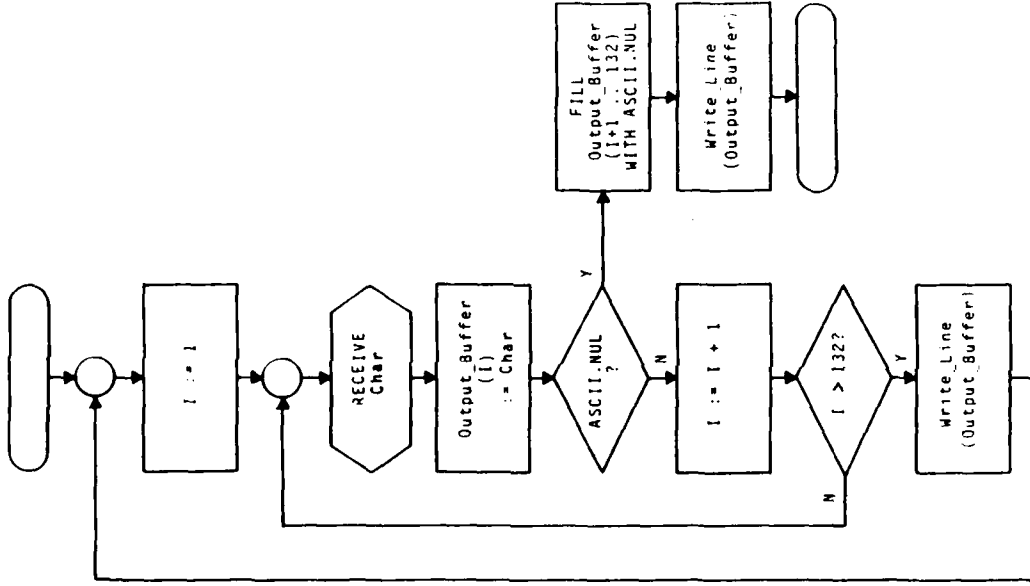 I := 1
RECEIVE
Char
Output_Buffer
(I)
:= Char
ASCII.NUL
?
Y
N
FILL
Output_Buffer
(I+1 .. 132)
WITH ASCII.NUL
Write_Line
(Output_Buffer)
I := I + 1
I > 132?
N
Y
Write_Line
(Output_Buffer)